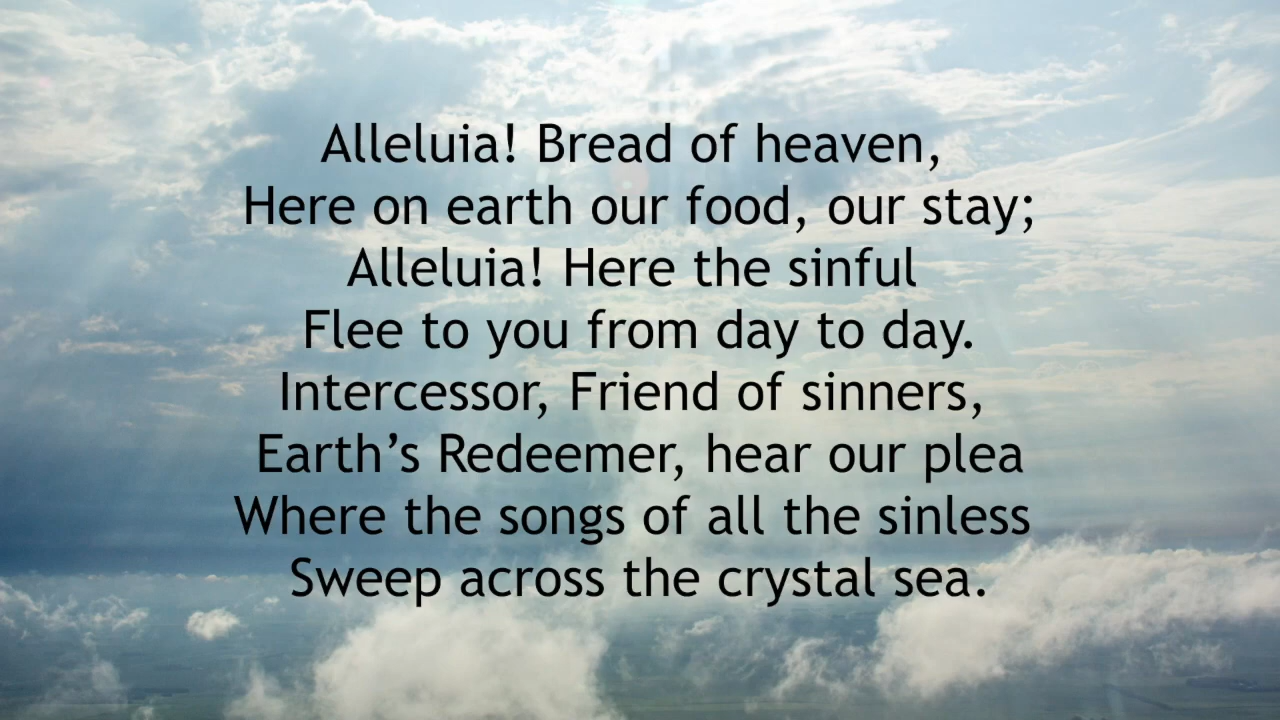 Alleluia! Bread of heaven,
Here on earth our food, our stay;
Alleluia! Here the sinful
Flee to you from day to day.
Intercessor, Friend of sinners,
Earth’s Redeemer, hear our plea
Where the songs of all the sinless
Sweep across the crystal sea.